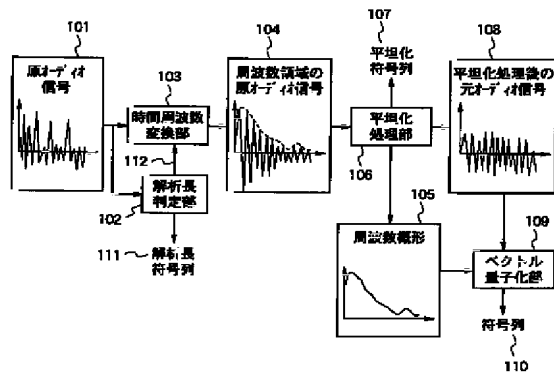 101
原オーディオ
信号
103
時間周波数
変換部
112
解析長
判定部
102
111
解析長符号列
104
周波数領域の
原オーディオ信号
107
平坦化
符号列
平坦化
処理部
106
105
周波数概形
108
平坦化処理後の
元オーディオ信号
109
ベクトル
量子化部
符号列
110